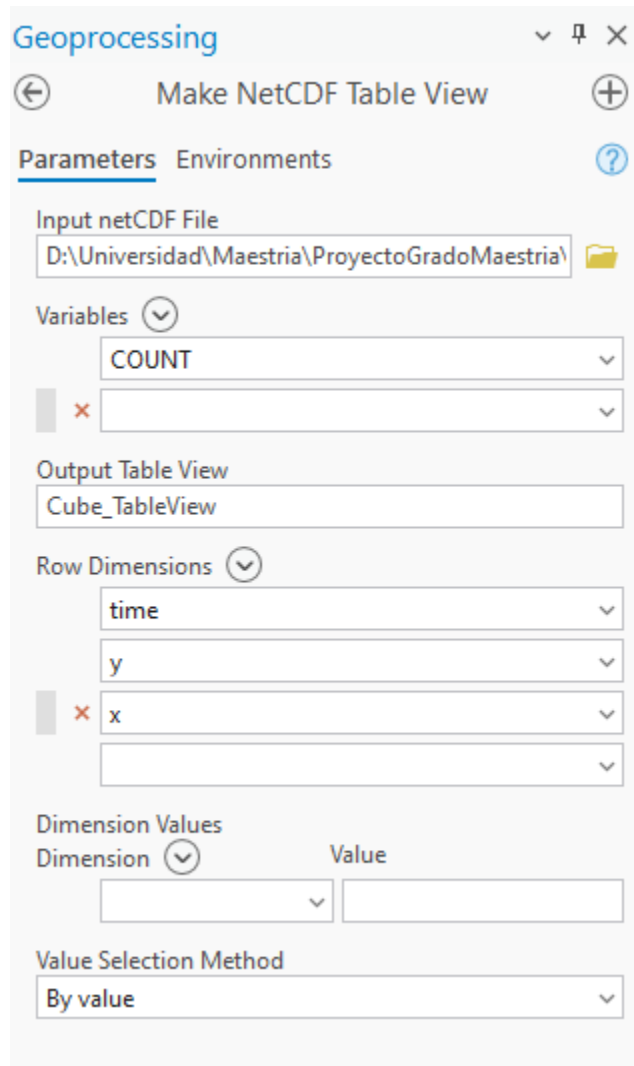 Geoprocessing
Make NetCDF Table View
Parameters Environments
Input netCDF File
D:\Universidad\Maestria\ProyectoGradoMaestria\
Variables
COUNT
Output Table View
Cube_TableView
Row Dimensions
time
y
x
Dimension Values
Dimension Value
Value Selection Method
By value